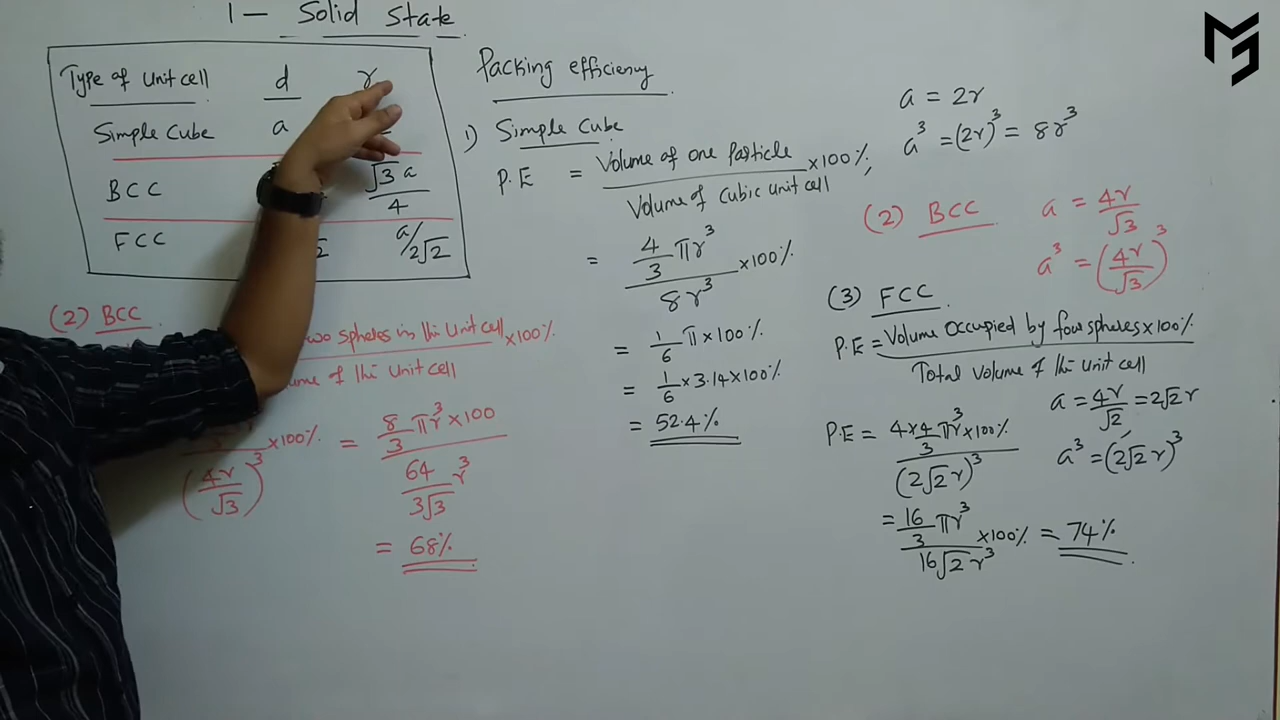 1 – Solid State
Type of Unit cell d r
Simple Cube a
BCC √3 a / 4
FCC a/2√2
Packing efficiency
1) Simple Cube
P.E = Volume of one Particle / Volume of cubic unit cell ×100%
= 4/3 πr³ / 8r³ ×100%
= 1/6 π×100%
= 1/6 ×3.14×100%
= 52.4%
a = 2r
a³ = (2r)³ = 8r³
(2) BCC a = 4r/√3
a³ = (4r/√3)³
(2) BCC
two spheres in the Unit cell ×100%
of the Unit cell
×100% = 8/3 πr³×100
(4r/√3)³ 64/3√3 r³
= 68%
(3) FCC
P.E = Volume Occupied by four spheres×100%
Total volume of the unit cell
a = 4r/√2 = 2√2 r
P.E = 4×4/3 πr³×100% / (2√2 r)³
a³ = (2√2 r)³
= 16/3 πr³ / 16√2 r³ ×100% = 74%